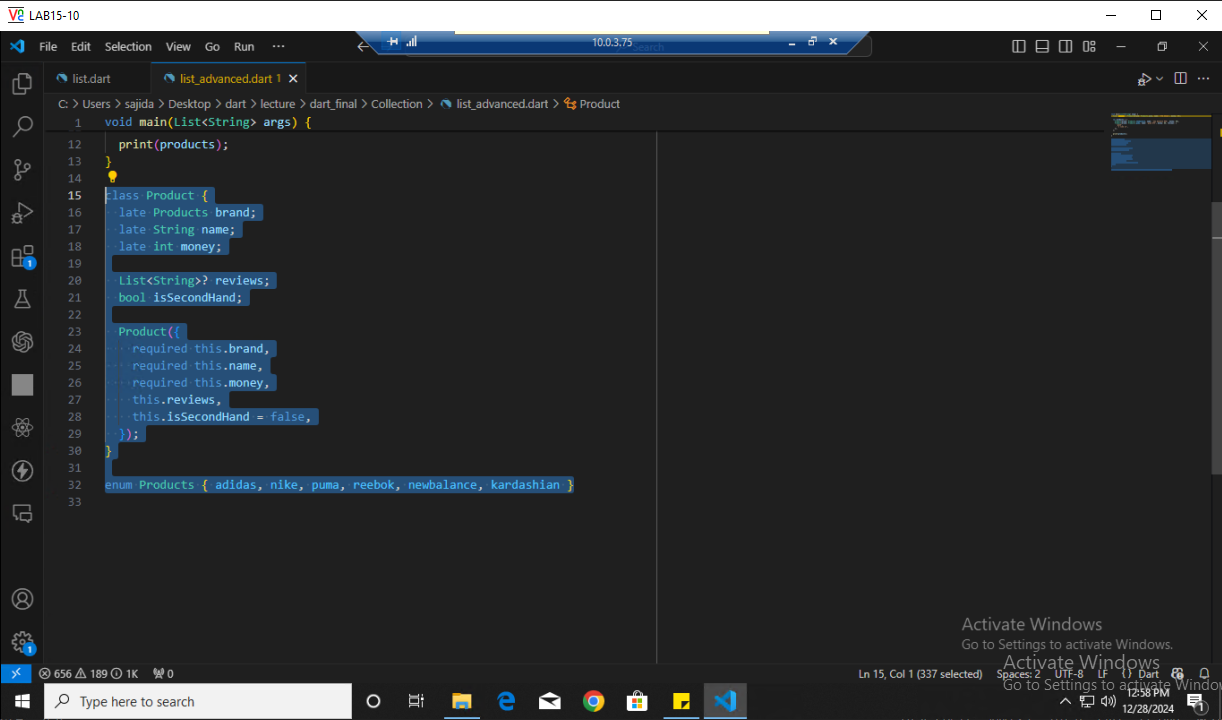 LAB15-10
File Edit Selection View Go Run ···
10.0.3.75
Search
list.dart
list_advanced.dart 1
C: > Users > sajida > Desktop > dart > lecture > dart_final > Collection > list_advanced.dart > Product
1 void main(List<String> args) {
12 print(products);
13 }
14
15 class Product {
16 late Products brand;
17 late String name;
18 late int money;
19
20 List<String>? reviews;
21 bool isSecondHand;
22
23 Product({
24 required this.brand,
25 required this.name,
26 required this.money,
27 this.reviews,
28 this.isSecondHand = false,
29 });
30 }
31
32 enum Products { adidas, nike, puma, reebok, newbalance, kardashian }
33
1
1
Activate Windows
Go to Settings to activate Windows.
Activate Windows
Go to Settings to activate Windows
656 189 1K 0
Ln 15, Col 1 (337 selected) Spaces: 2 UTF-8 LF {} Dart
Type here to search
12:58 PM
12/28/2024
1